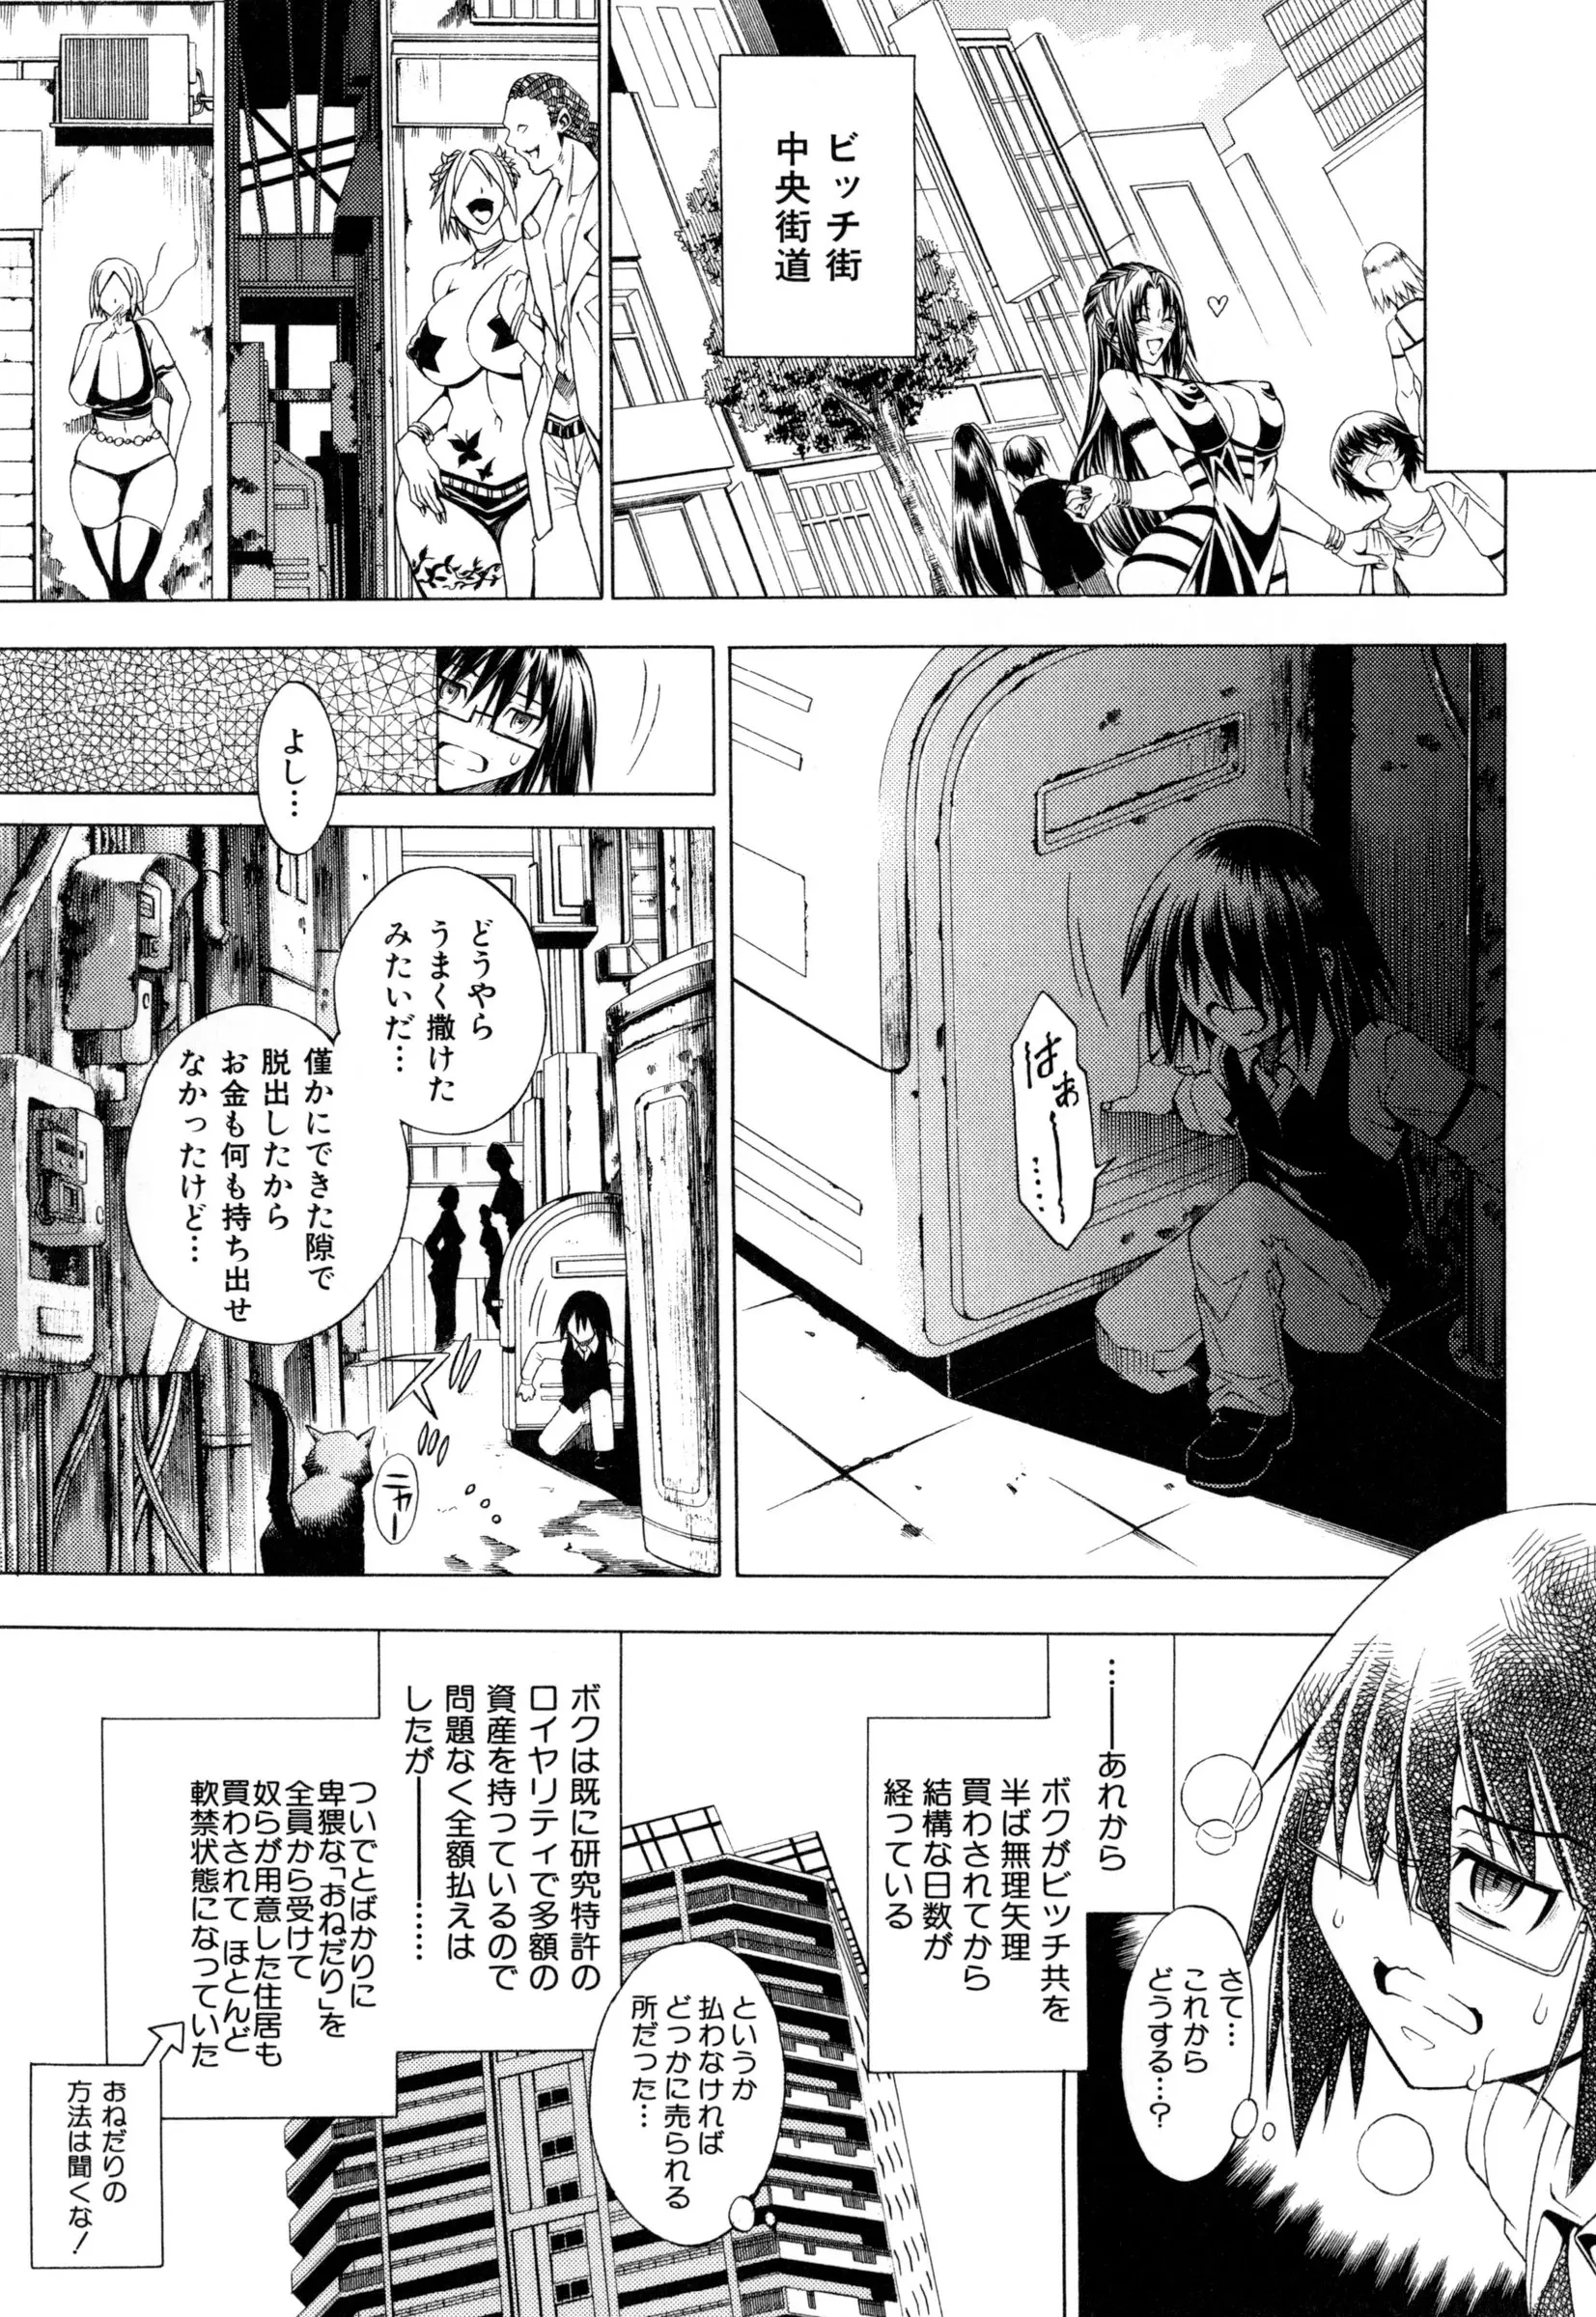 ビッチ街
中央街道
はぁー
……
よし…
どうやら
うまく撒けた
みたいだ…
僅かにできた隙で
脱出したから
お金も何も持ち出せ
なかったけど…
ニャー
さて…
これから
どうする…?
…――あれから
ボクがビッチ共を
半ば無理矢理
買わされてから
結構な日数が
経っている
というか
払わなければ
どっかに売られる
所だった…
ボクは既に研究特許の
ロイヤリティで多額の
資産を持っているので
問題なく全額払えは
したが――………
ついでとばかりに
卑猥な「おねだり」を
全員から受けて
奴らが用意した住居も
買わされて ほとんど
軟禁状態になっていた
おねだりの
方法は聞くな!